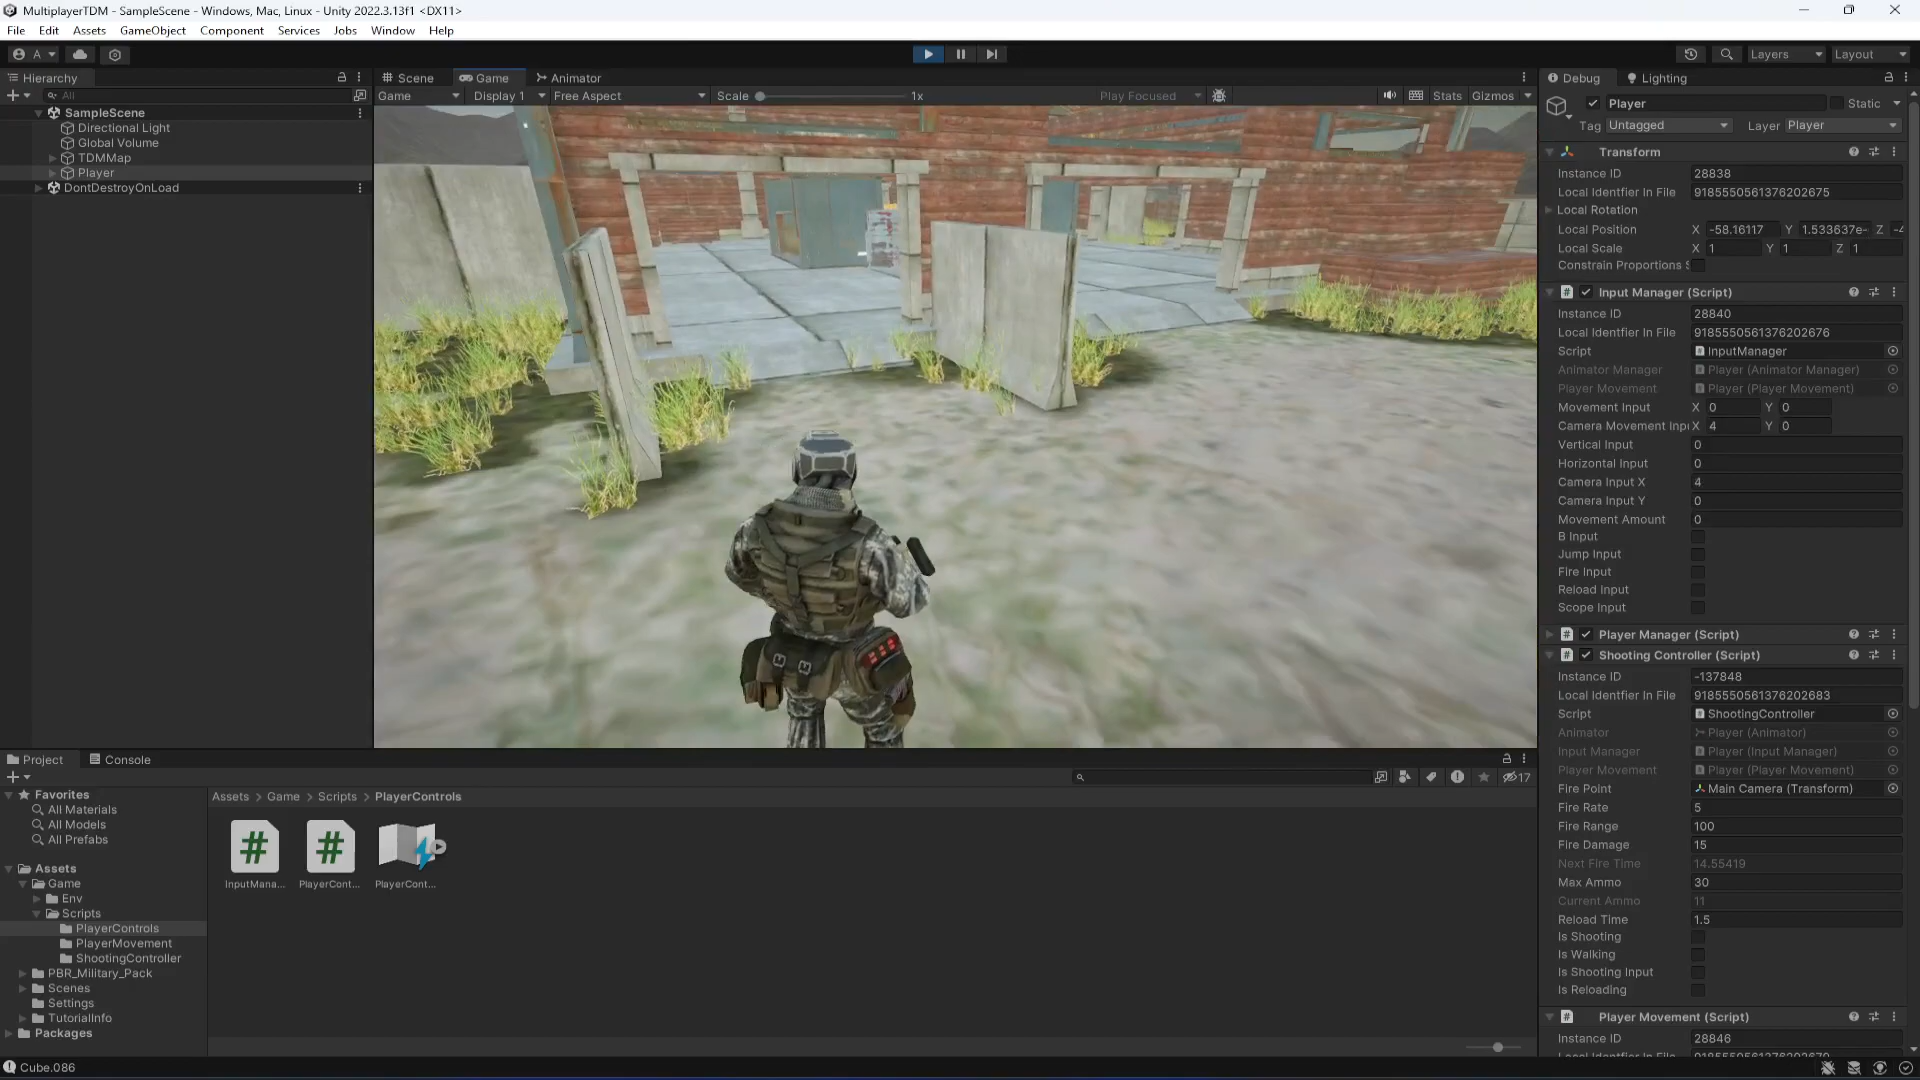 MultiplayerTDM - SampleScene - Windows, Mac, Linux - Unity 2022.3.13f1 <DX11>
File Edit Assets GameObject Component Services Jobs Window Help
A
Layers Layout
Hierarchy
All
SampleScene
Directional Light
Global Volume
TDMMap
Player
DontDestroyOnLoad
Scene Game Animator
Game Display 1 Free Aspect Scale 1x Play Focused Stats Gizmos
Debug Lighting
Player Static
Tag Untagged Layer Player
Transform
Instance ID 28838
Local Identfier In File 9185550561376202675
Local Rotation
Local Position X -58.16117 Y 1.533637e- Z -4
Local Scale X 1 Y 1 Z 1
Constrain Proportions S
Input Manager (Script)
Instance ID 28840
Local Identfier In File 9185550561376202676
Script InputManager
Animator Manager Player (Animator Manager)
Player Movement Player (Player Movement)
Movement Input X 0 Y 0
Camera Movement Inpu X 4 Y 0
Vertical Input 0
Horizontal Input 0
Camera Input X 4
Camera Input Y 0
Movement Amount 0
B Input
Jump Input
Fire Input
Reload Input
Scope Input
Player Manager (Script)
Shooting Controller (Script)
Instance ID -137848
Local Identfier In File 9185550561376202683
Script ShootingController
Animator Player (Animator)
Input Manager Player (Input Manager)
Player Movement Player (Player Movement)
Fire Point Main Camera (Transform)
Fire Rate 5
Fire Range 100
Fire Damage 15
Next Fire Time 14.55419
Max Ammo 30
Current Ammo 11
Reload Time 1.5
Is Shooting
Is Walking
Is Shooting Input
Is Reloading
Player Movement (Script)
Instance ID 28846
Project Console
17
Favorites
All Materials
All Models
All Prefabs
Assets
Game
Env
Scripts
PlayerControls
PlayerMovement
ShootingController
PBR_Military_Pack
Scenes
Settings
TutorialInfo
Packages
Assets > Game > Scripts > PlayerControls
InputMana... PlayerCont... PlayerCont...
Cube.086